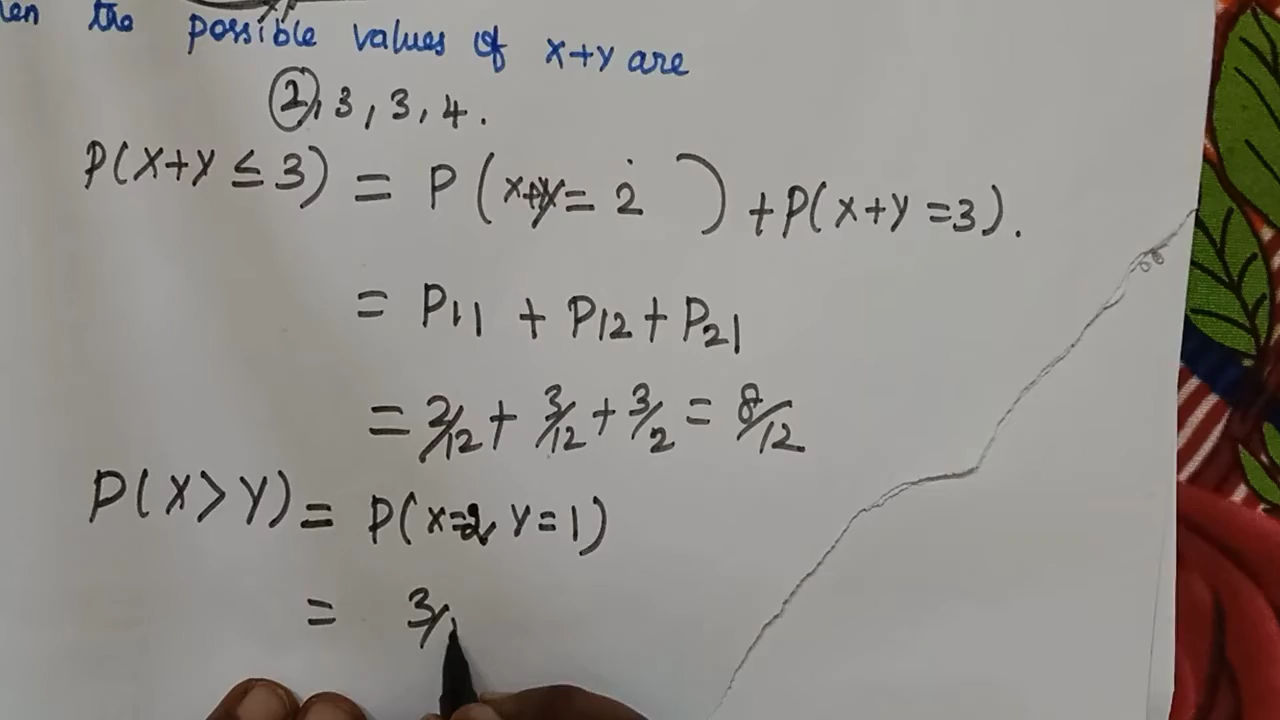 the possible values of X+Y are
2, 3, 3, 4.
P(X+Y ≤ 3) = P(X+Y = 2 ) + P(X+Y = 3).
= P11 + P12 + P21
= 2/12 + 3/12 + 3/2 = 8/12
P(X > Y) = P(X=2 Y=1)
= 3/